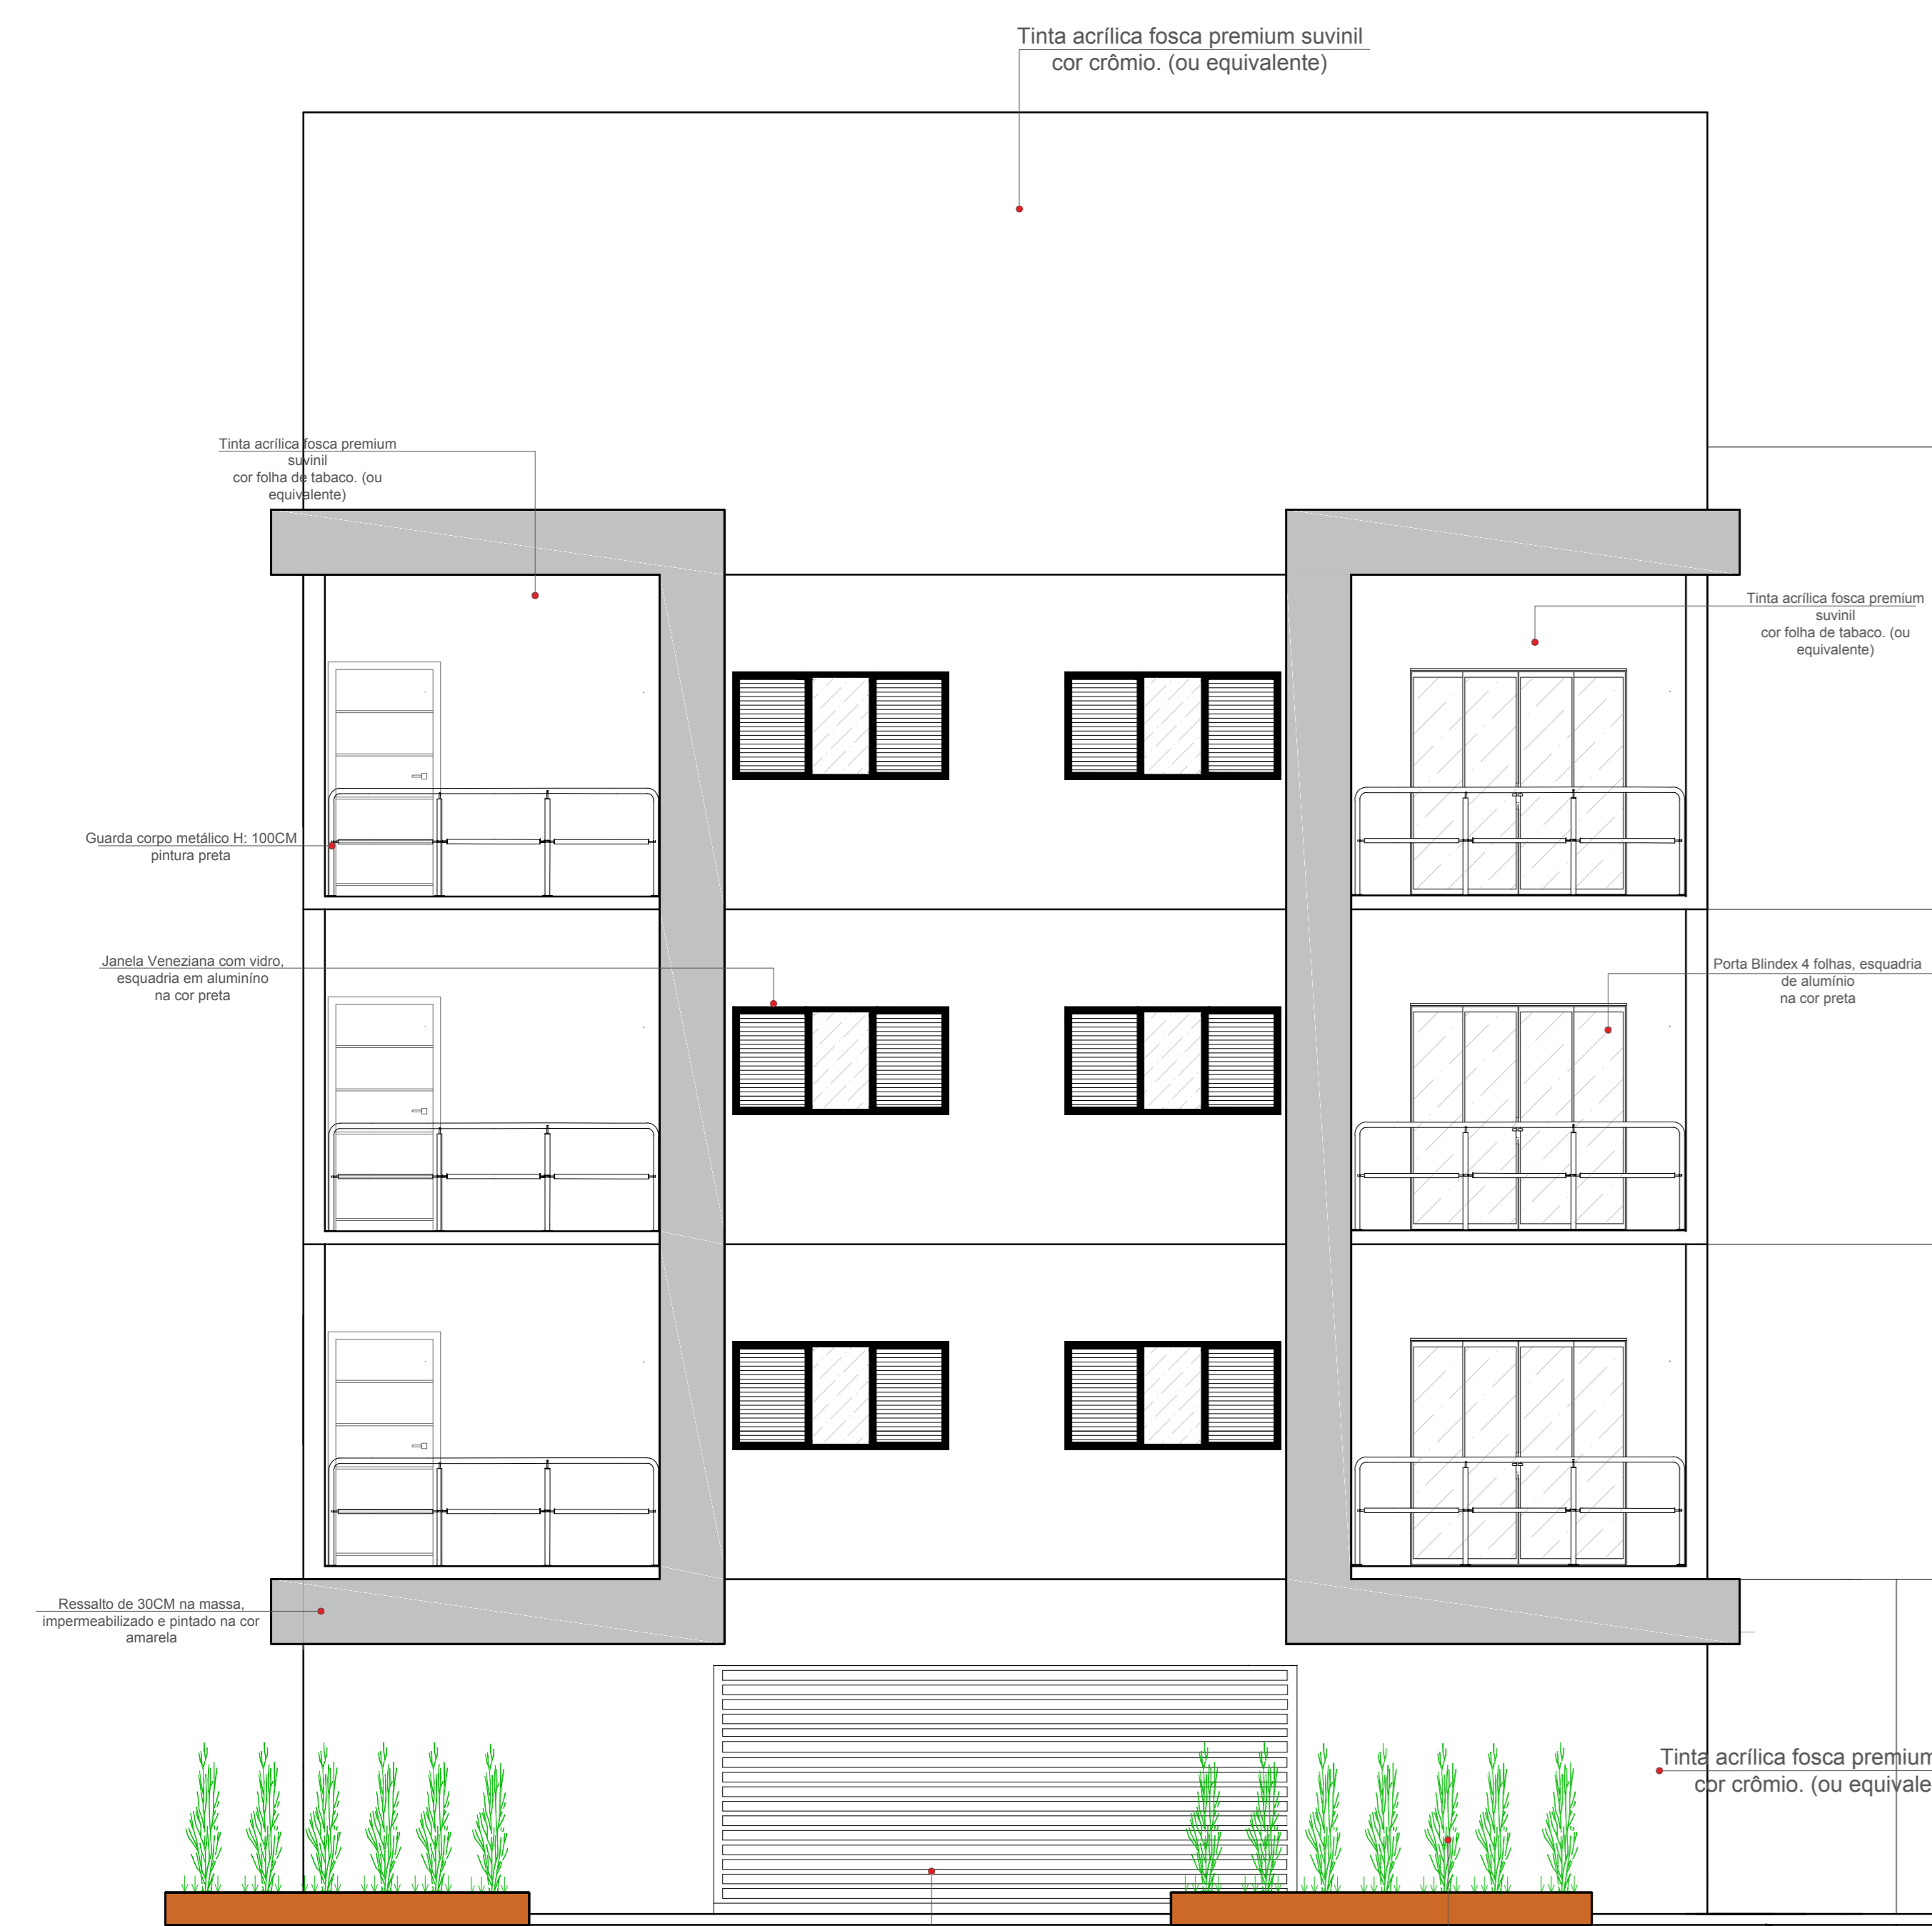 Tinta acrílica fosca premium suvinil
cor crômio. (ou equivalente)
Tinta acrílica fosca premium
suvinil
cor folha de tabaco. (ou
equivalente)
Tinta acrílica fosca premium
suvinil
cor folha de tabaco. (ou
equivalente)
Guarda corpo metálico H: 100CM
pintura preta
Janela Veneziana com vidro,
esquadria em aluminíno
na cor preta
Porta Blindex 4 folhas, esquadria
de alumínio
na cor preta
Ressalto de 30CM na massa,
impermeabilizado e pintado na cor
amarela
Tinta acrílica fosca premium
cor crômio. (ou equivale